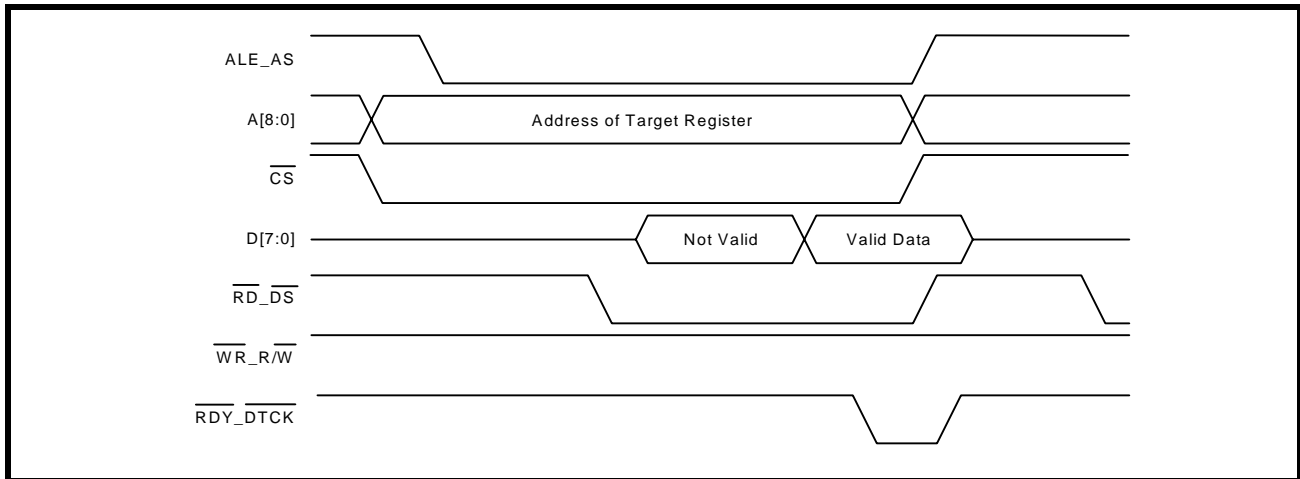 ALE_AS
A[8:0]
Address of Target Register
CS
D[7:0]
Not Valid
Valid Data
RD_DS
WR_R/W
RDY_DTCK